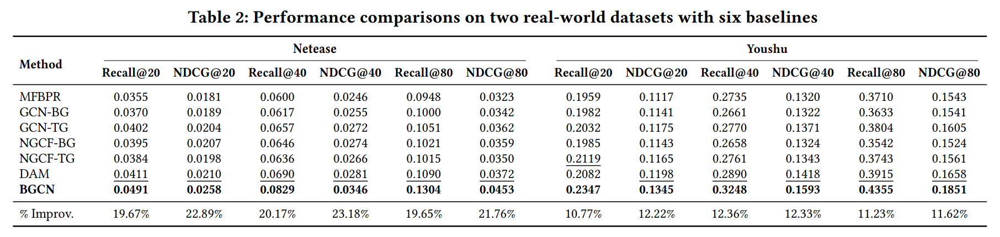 Table 2: Performance comparisons on two real-world datasets with six baselines
Netease Youshu
Method
Recall@20 NDCG@20 Recall@40 NDCG@40 Recall@80 NDCG@80 Recall@20 NDCG@20 Recall@40 NDCG@40 Recall@80 NDCG@80
MFBPR 0.0355 0.0181 0.0600 0.0246 0.0948 0.0323 0.1959 0.1117 0.2735 0.1320 0.3710 0.1543
GCN-BG 0.0370 0.0189 0.0617 0.0255 0.1000 0.0342 0.1982 0.1141 0.2661 0.1322 0.3633 0.1541
GCN-TG 0.0402 0.0204 0.0657 0.0272 0.1051 0.0362 0.2032 0.1175 0.2770 0.1371 0.3804 0.1605
NGCF-BG 0.0395 0.0207 0.0646 0.0274 0.1021 0.0359 0.1985 0.1143 0.2658 0.1324 0.3542 0.1524
NGCF-TG 0.0384 0.0198 0.0636 0.0266 0.1015 0.0350 0.2119 0.1165 0.2761 0.1343 0.3743 0.1561
DAM 0.0411 0.0210 0.0690 0.0281 0.1090 0.0372 0.2082 0.1198 0.2890 0.1418 0.3915 0.1658
BGCN 0.0491 0.0258 0.0829 0.0346 0.1304 0.0453 0.2347 0.1345 0.3248 0.1593 0.4355 0.1851
% Improv. 19.67% 22.89% 20.17% 23.18% 19.65% 21.76% 10.77% 12.22% 12.36% 12.33% 11.23% 11.62%